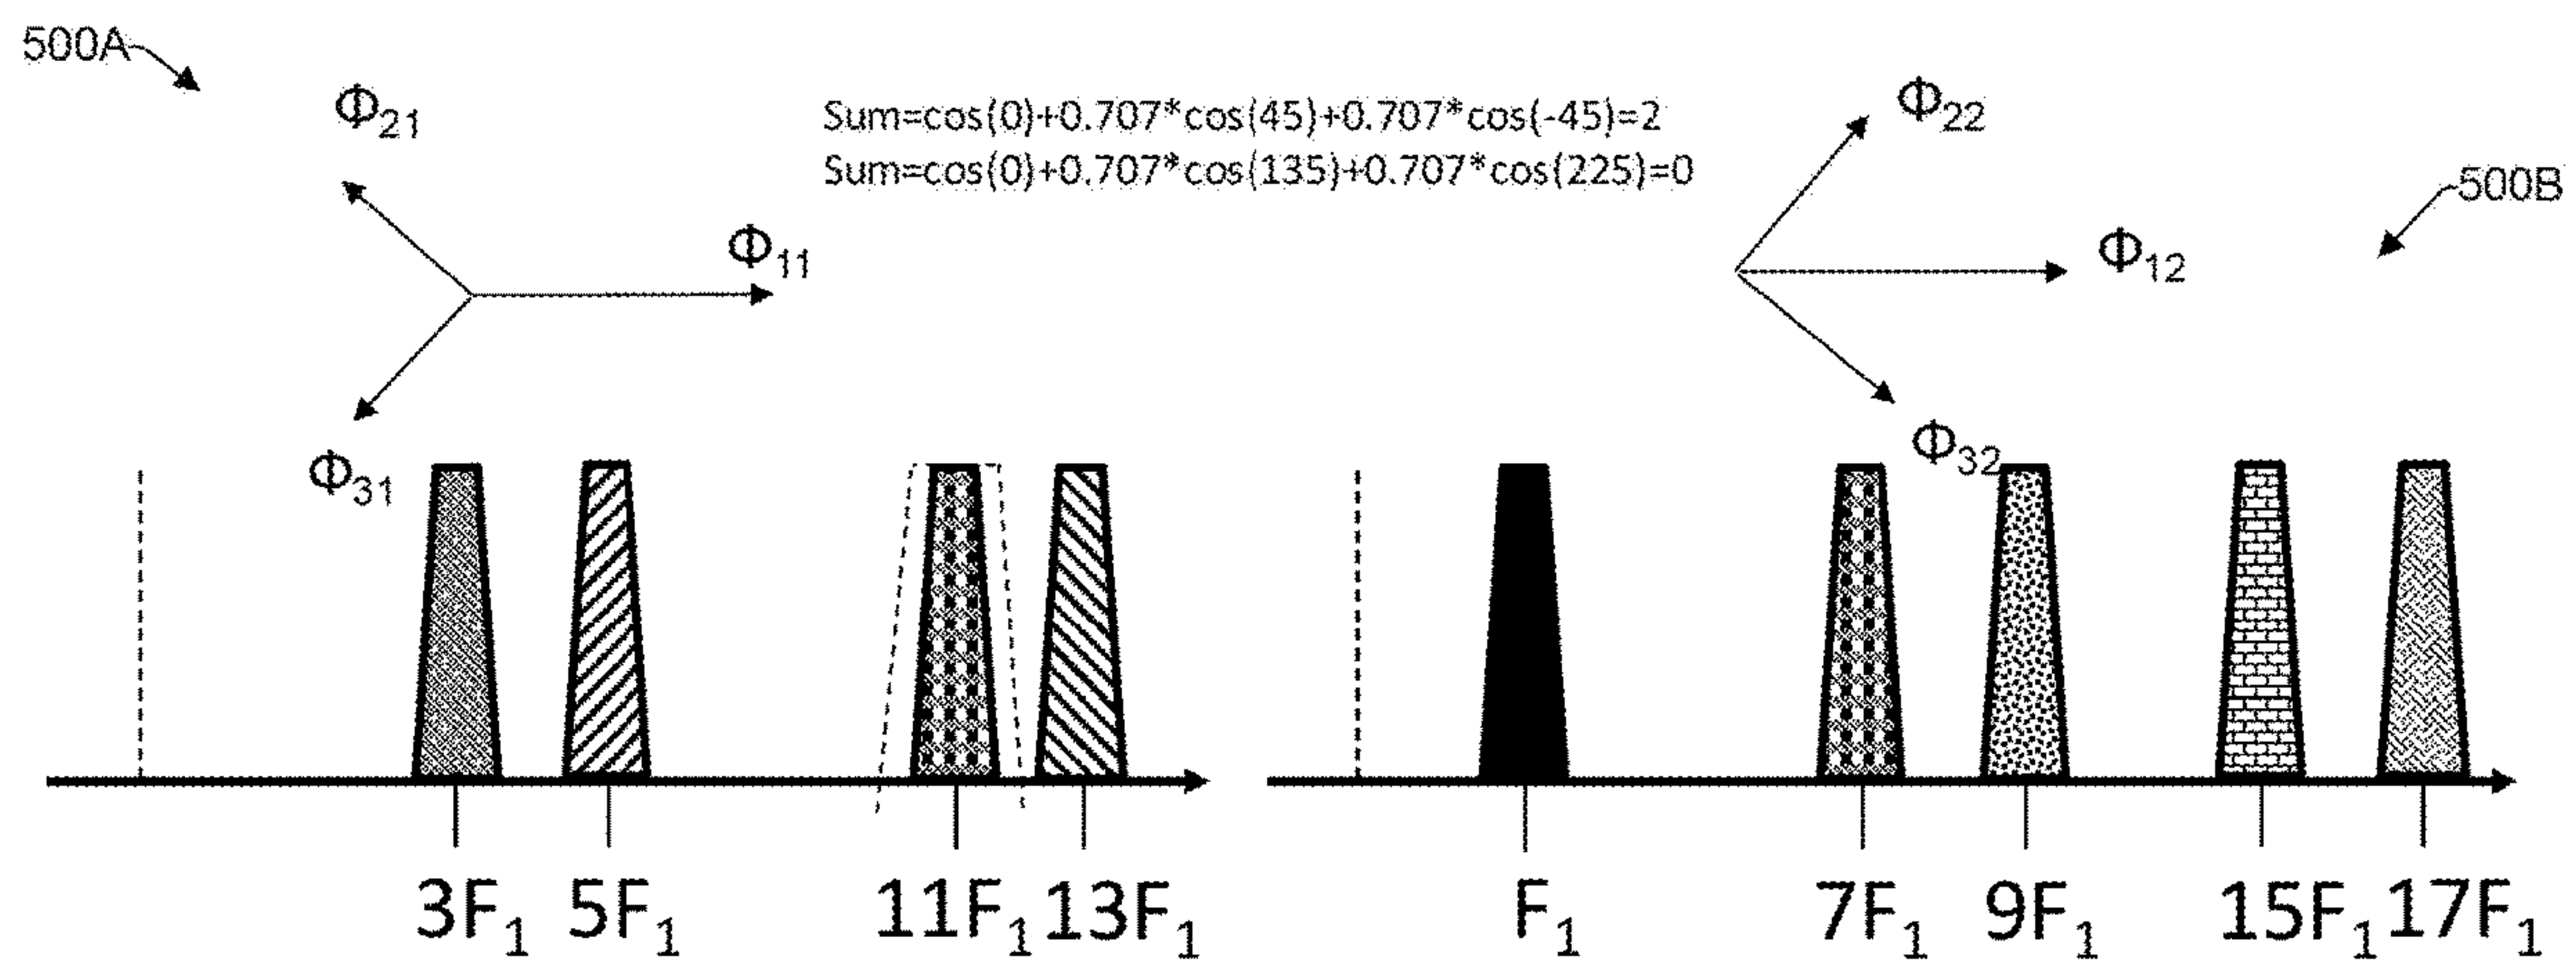 500A
Φ21
Sum=cos(0)+0.707*cos(45)+0.707*cos(-45)=2
Sum=cos(0)+0.707*cos(135)+0.707*cos(225)=0
Φ22
500B
Φ11
Φ12
Φ31
Φ32
3F1 5F1 11F1 13F1 F1 7F1 9F1 15F1 17F1